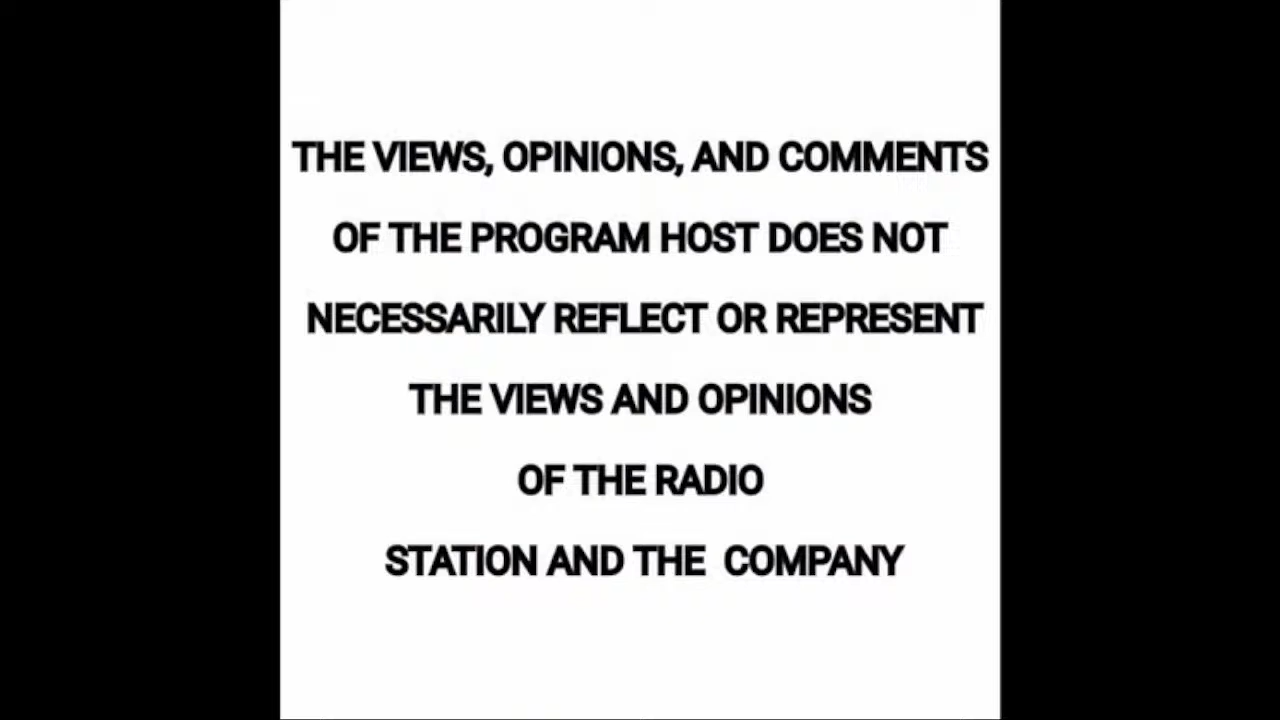 THE VIEWS, OPINIONS, AND COMMENTS
OF THE PROGRAM HOST DOES NOT
NECESSARILY REFLECT OR REPRESENT
THE VIEWS AND OPINIONS
OF THE RADIO
STATION AND THE COMPANY